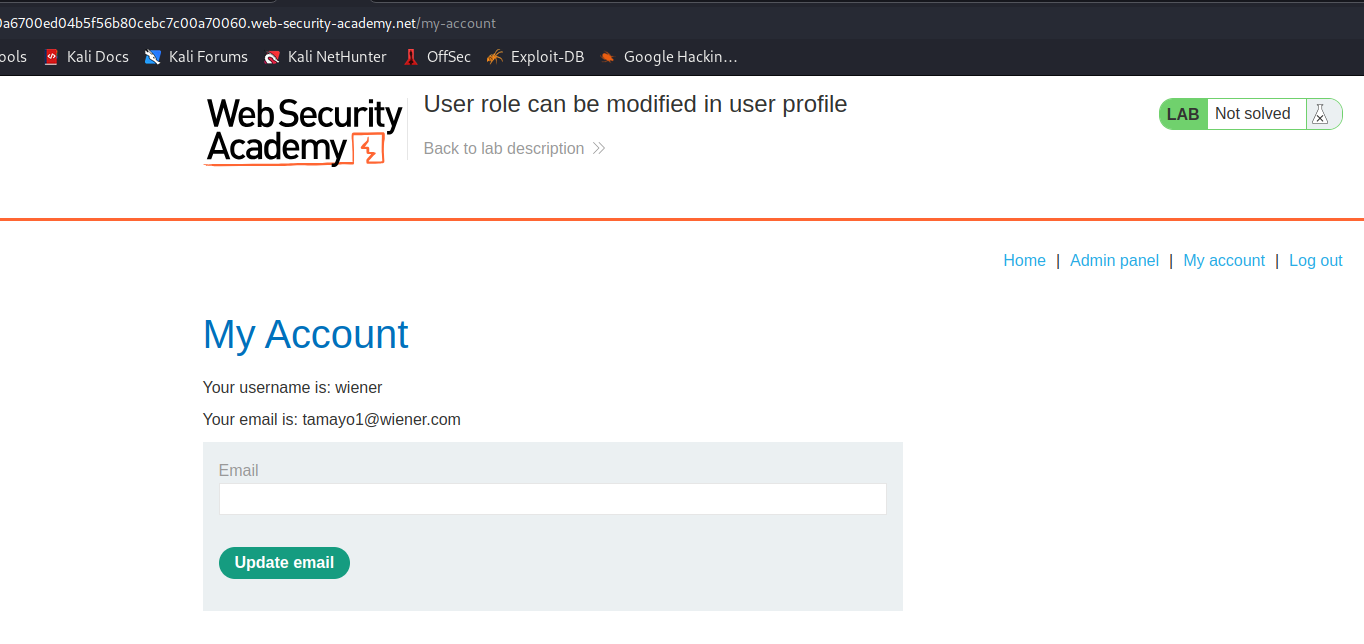 0a6700ed04b5f56b80cebc7c00a70060.web-security-academy.net/my-account
ools Kali Docs Kali Forums Kali NetHunter OffSec Exploit-DB Google Hackin…
Web Security
Academy
User role can be modified in user profile
Back to lab description
LAB Not solved
Home | Admin panel | My account | Log out
My Account
Your username is: wiener
Your email is: tamayo1@wiener.com
Email
Update email